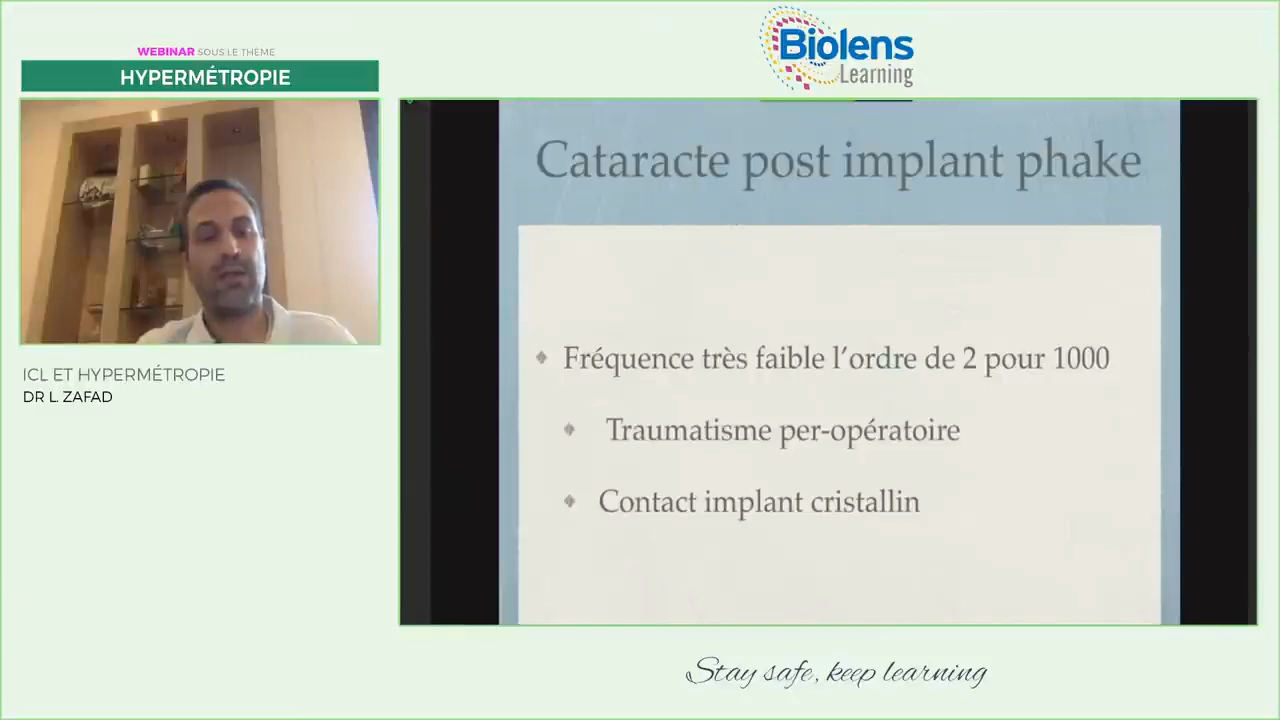 WEBINAR SOUS LE THÈME
HYPERMÉTROPIE
Biolens
Learning
ICL ET HYPERMÉTROPIE
DR L. ZAFAD
Cataracte post implant phake
Fréquence très faible l'ordre de 2 pour 1000
Traumatisme per-opératoire
Contact implant cristallin
Stay safe, keep learning